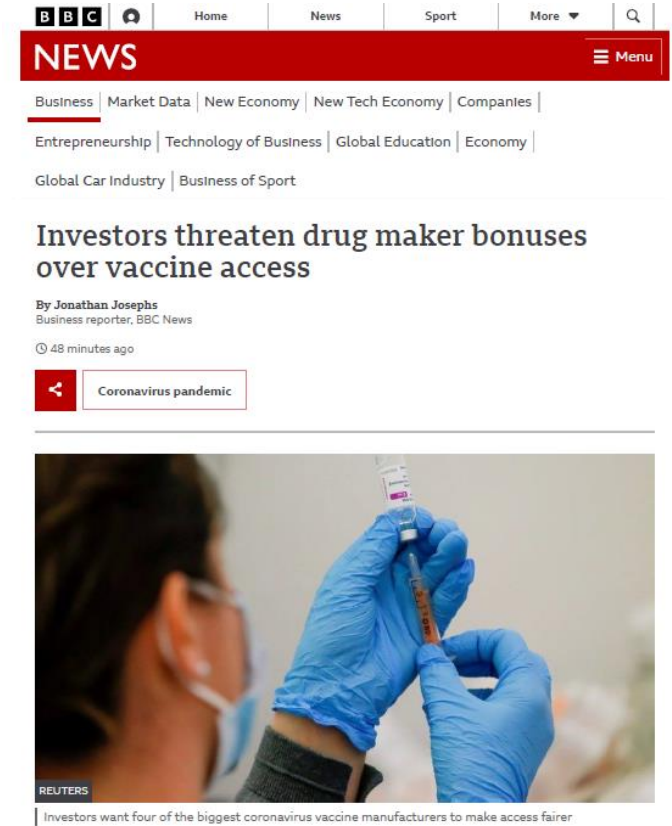 BBC Home News Sport More
NEWS Menu
Business Market Data New Economy New Tech Economy Companies
Entrepreneurship Technology of Business Global Education Economy
Global Car Industry Business of Sport
Investors threaten drug maker bonuses
over vaccine access
By Jonathan Josephs
Business reporter, BBC News
48 minutes ago
Coronavirus pandemic
REUTERS
Investors want four of the biggest coronavirus vaccine manufacturers to make access fairer